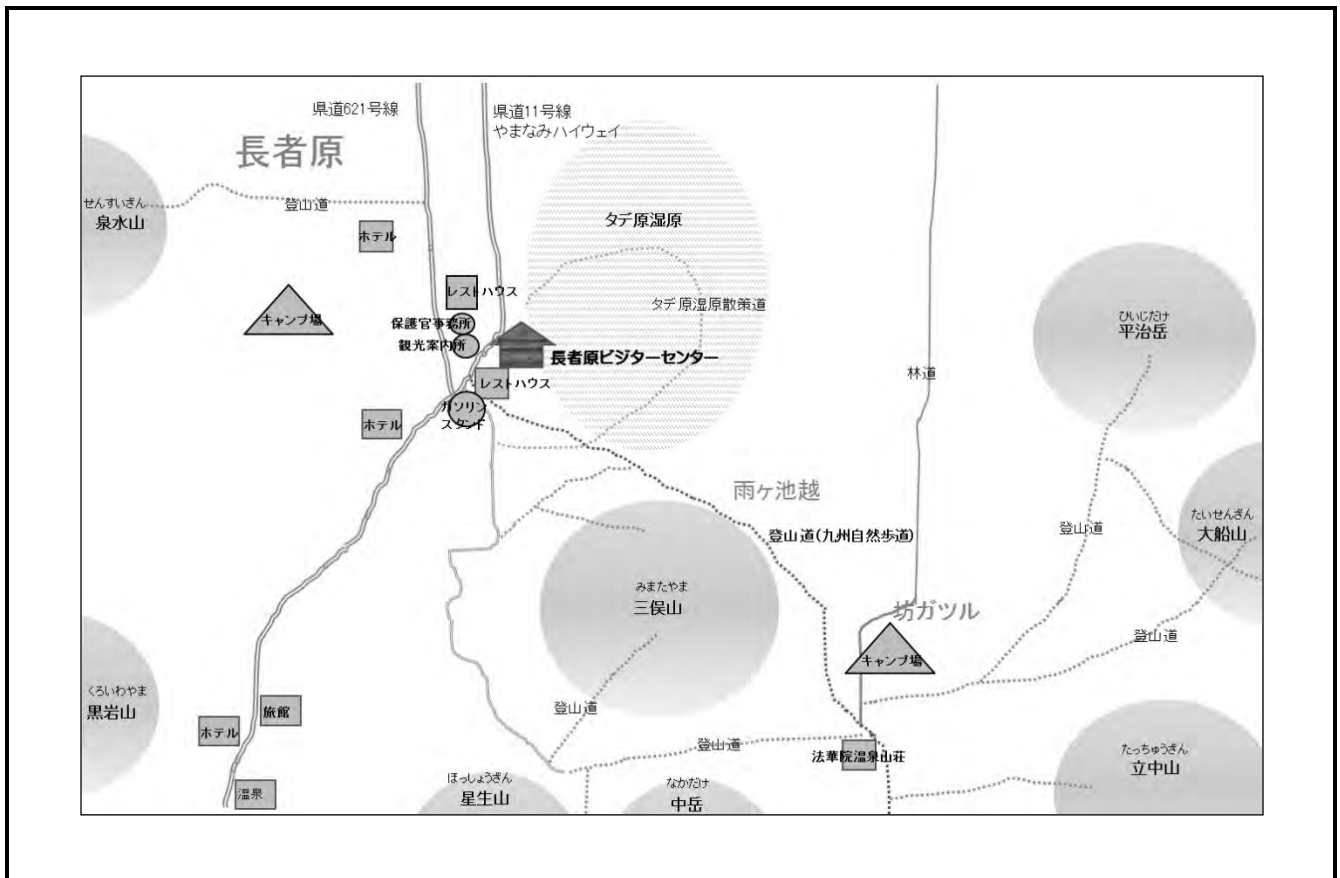 県道621号線
県道11号線
やまなみハイウェイ
長者原
せんすいざん
泉水山
登山道
ホテル
タデ原湿原
レストハウス
タデ原湿原散策道
キャンプ場
保護官事務所
観光案内所
長者原ビジターセンター
ひいじだけ
平治岳
林道
レストハウス
ガソリン
スタンド
ホテル
雨ヶ池越
登山道(九州自然歩道)
登山道
たいせんざん
大船山
みまたやま
三俣山
坊ガツル
キャンプ場
登山道
くろいわやま
黒岩山
旅館
ホテル
登山道
登山道
法華院温泉山荘
たっちゅうざん
立中山
温泉
ほっしょうざん
星生山
なかだけ
中岳